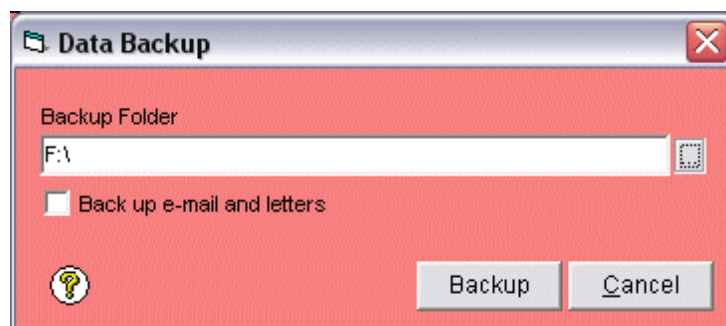 Data Backup
Backup Folder
F:\
...
Back up e-mail and letters
?
Backup
Cancel